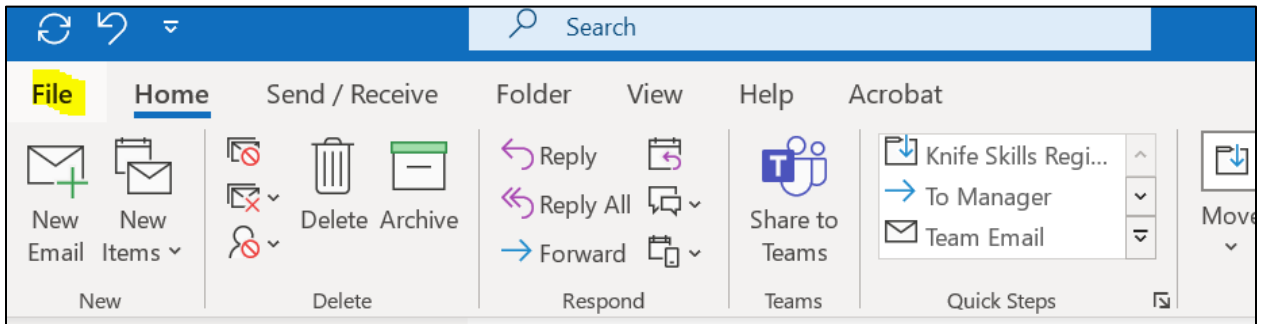 Search
File Home Send / Receive Folder View Help Acrobat
New Email
New Items
Delete
Archive
Reply
Reply All
Forward
Share to Teams
T
Knife Skills Regi...
To Manager
Team Email
Move
New Delete Respond Teams Quick Steps